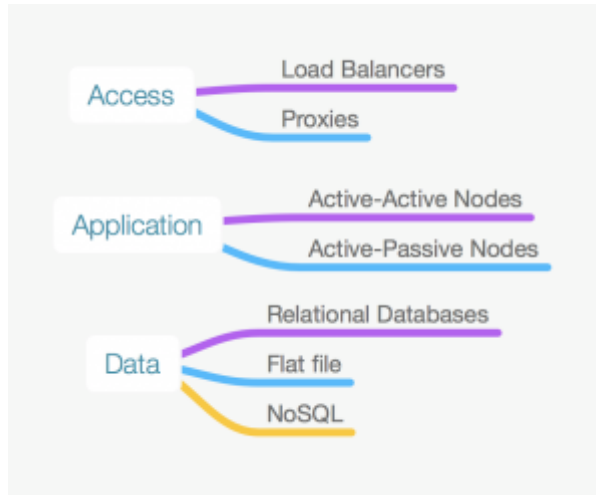 Access
Load Balancers
Proxies
Application
Active-Active Nodes
Active-Passive Nodes
Data
Relational Databases
Flat file
NoSQL